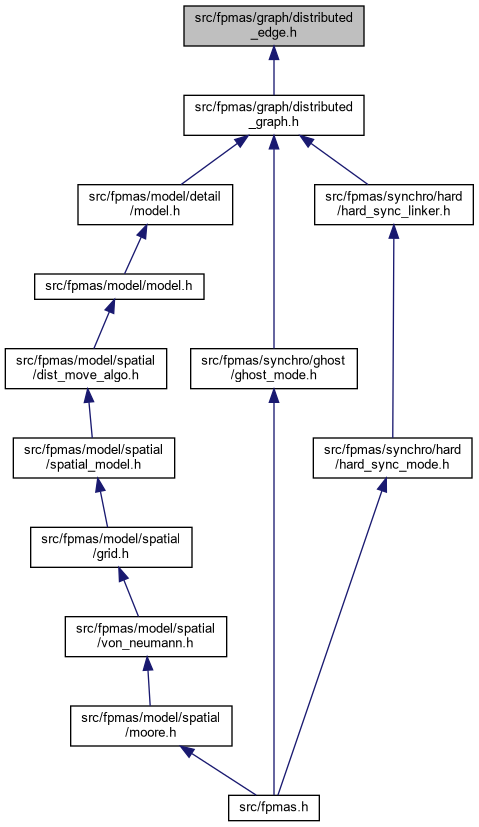 src/fpmas/graph/distributed
_edge.h
src/fpmas/graph/distributed
_graph.h
src/fpmas/model/detail
/model.h
src/fpmas/synchro/hard
/hard_sync_linker.h
src/fpmas/model/model.h
src/fpmas/model/spatial
/dist_move_algo.h
src/fpmas/synchro/ghost
/ghost_mode.h
src/fpmas/model/spatial
/spatial_model.h
src/fpmas/synchro/hard
/hard_sync_mode.h
src/fpmas/model/spatial
/grid.h
src/fpmas/model/spatial
/von_neumann.h
src/fpmas/model/spatial
/moore.h
src/fpmas.h